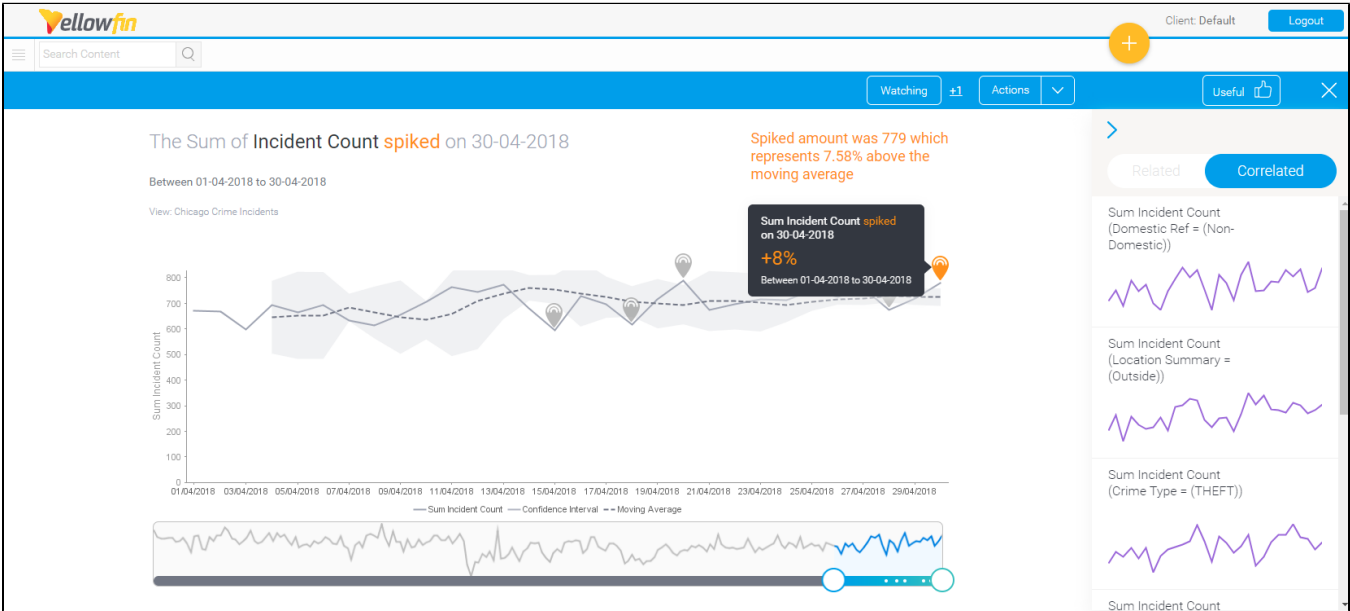 Yellowfin
Client: Default
Logout
Search Content
+
Watching
+1
Actions
Useful
The Sum of Incident Count spiked on 30-04-2018
Spiked amount was 779 which
represents 7.58% above the
moving average
Between 01-04-2018 to 30-04-2018
View: Chicago Crime Incidents
Sum Incident Count spiked
on 30-04-2018
+8%
Between 01-04-2018 to 30-04-2018
Sum Incident Count
800
700
600
500
400
300
200
100
0
01/04/2018 03/04/2018 05/04/2018 07/04/2018 09/04/2018 11/04/2018 13/04/2018 15/04/2018 17/04/2018 19/04/2018 21/04/2018 23/04/2018 25/04/2018 27/04/2018 29/04/2018
Sum Incident Count Confidence Interval Moving Average
Related
Correlated
Sum Incident Count
(Domestic Ref = (Non-
Domestic))
Sum Incident Count
(Location Summary =
(Outside))
Sum Incident Count
(Crime Type = (THEFT))
Sum Incident Count